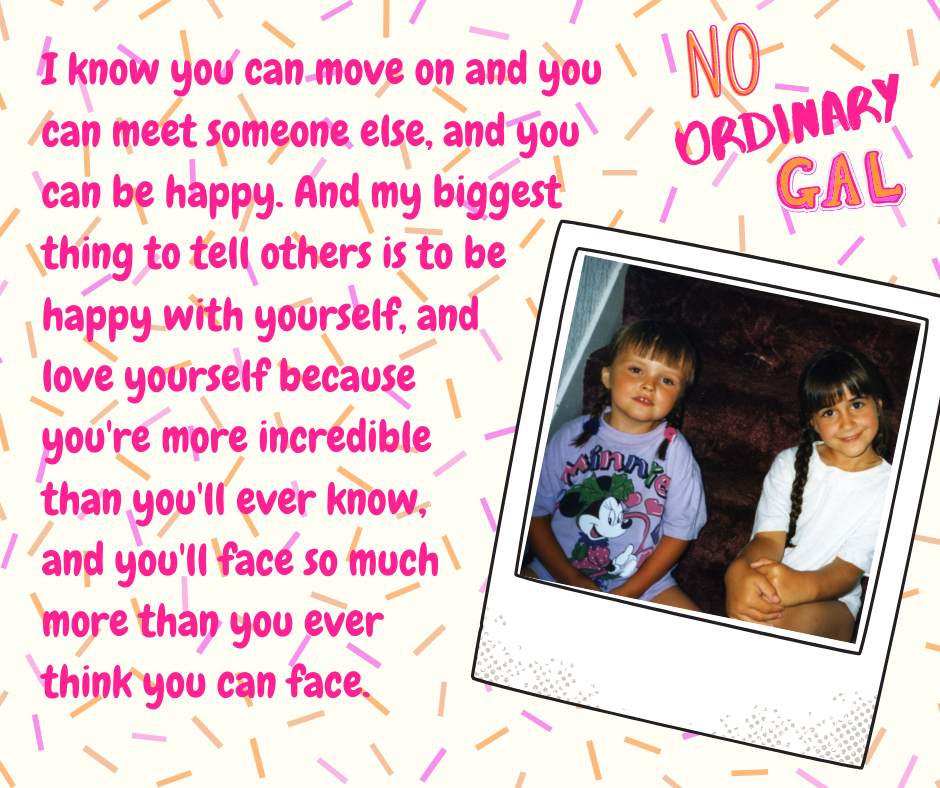 I know you can move on and you
can meet someone else, and you
can be happy. And my biggest
thing to tell others is to be
happy with yourself, and
love yourself because
you're more incredible
than you'll ever know,
and you'll face so much
more than you ever
think you can face.
NO
ORDINARY
GAL
Minnie